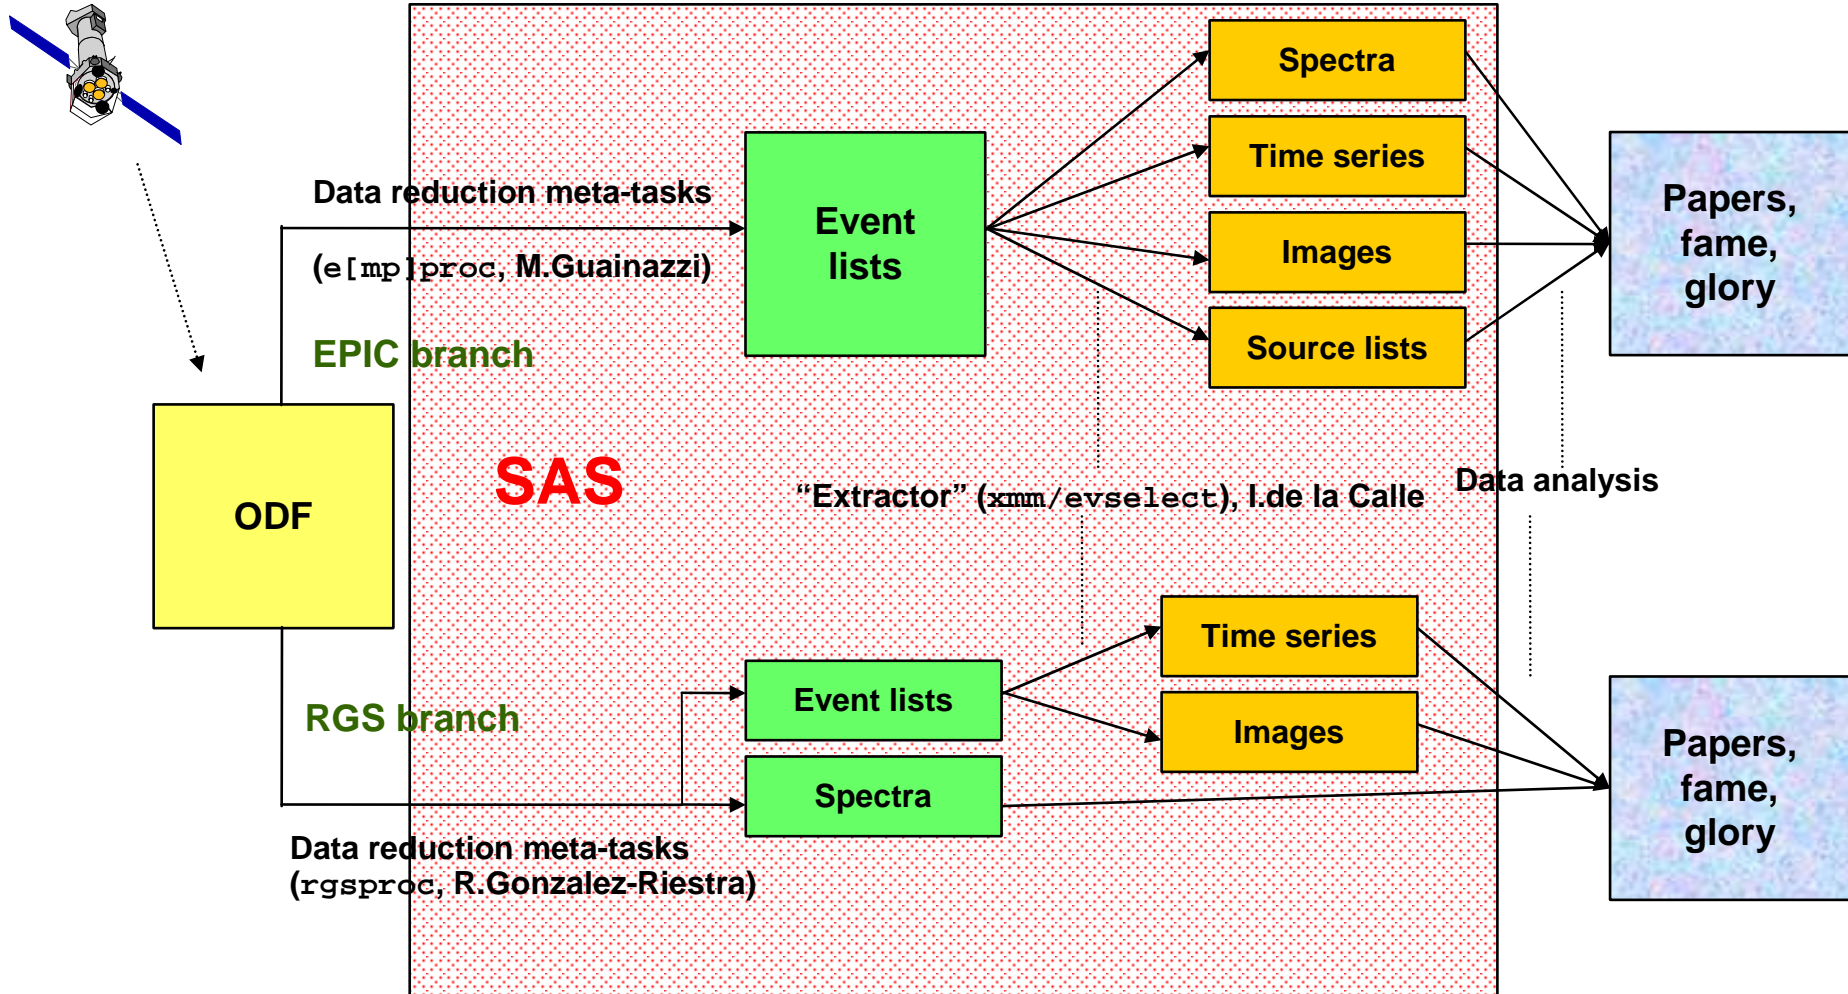 Spectra
Time series
Images
Source lists
Data reduction meta-tasks
(e[mp]proc, M.Guainazzi)
Event
lists
Papers,
fame,
glory
EPIC branch
ODF
SAS
“Extractor” (xmm/evselect), I.de la Calle
Data analysis
RGS branch
Event lists
Spectra
Time series
Images
Papers,
fame,
glory
Data reduction meta-tasks
(rgsproc, R.Gonzalez-Riestra)